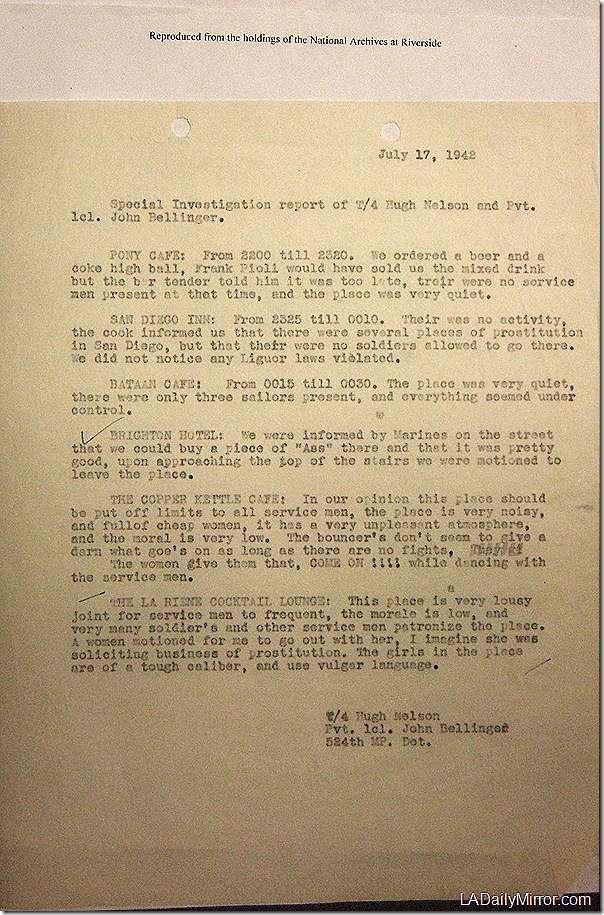 Reproduced from the holdings of the National Archives at Riverside
July 17, 1942
Special Investigation report of T/4 Hugh Nelson and Pvt.
1cl. John Bellinger.
PONY CAFE: From 2200 till 2320. We ordered a beer and a
coke high ball, Frank Pioli would have sold us the mixed drink
but the b r tender told him it was too late, treir were no service
men present at that time, and the place was very quiet.
SAN DIEGO INN: From 2325 till 0010. Their was no activity,
the cook informed us that there were several places of prostitution
in San Diego, but that their were no soldiers allowed to go there.
We did not notice any Liquor laws violated.
BATAAN CAFE: From 0015 till 0030. The place was very quiet,
there were only three sailors present, and everything seemed under
control.
BRIGHTON HOTEL: We were informed by Marines on the street
that we could buy a piece of "Ass" there and that it was pretty
good, upon approaching the top of the stairs we were motioned to
leave the place.
THE COPPER KETTLE CAFE: In our opinion this place should
be put off limits to all service men, the place is very noisy,
and fullof cheap women, it has a very unpleasant atmosphere,
and the moral is very low. The bouncer's don't seem to give a
darn what goe's on as long as there are no fights,
The women give them that, COME ON !!!! while dancing with
the service men.
a
THE LA RIENE COCKTAIL LOUNGE: This place is very lousy
joint for service men to frequent, the morale is low, and
very many soldier's and other service men patronize the place.
A women motioned for me to go out with her, I imagine she was
soliciting business of prostitution. The girls in the place
are of a tough caliber, and use vulgar language.
T/4 Hugh Nelson
Pvt. 1cl. John Bellinger
524th MP. Det.
LADailyMirror.com